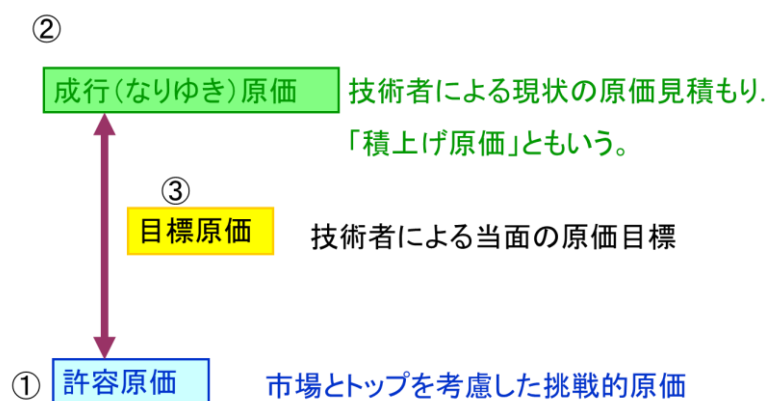 ②
成行(なりゆき)原価
技術者による現状の原価見積もり.
「積上げ原価」ともいう。
③
目標原価
技術者による当面の原価目標
①
許容原価
市場とトップを考慮した挑戦的原価